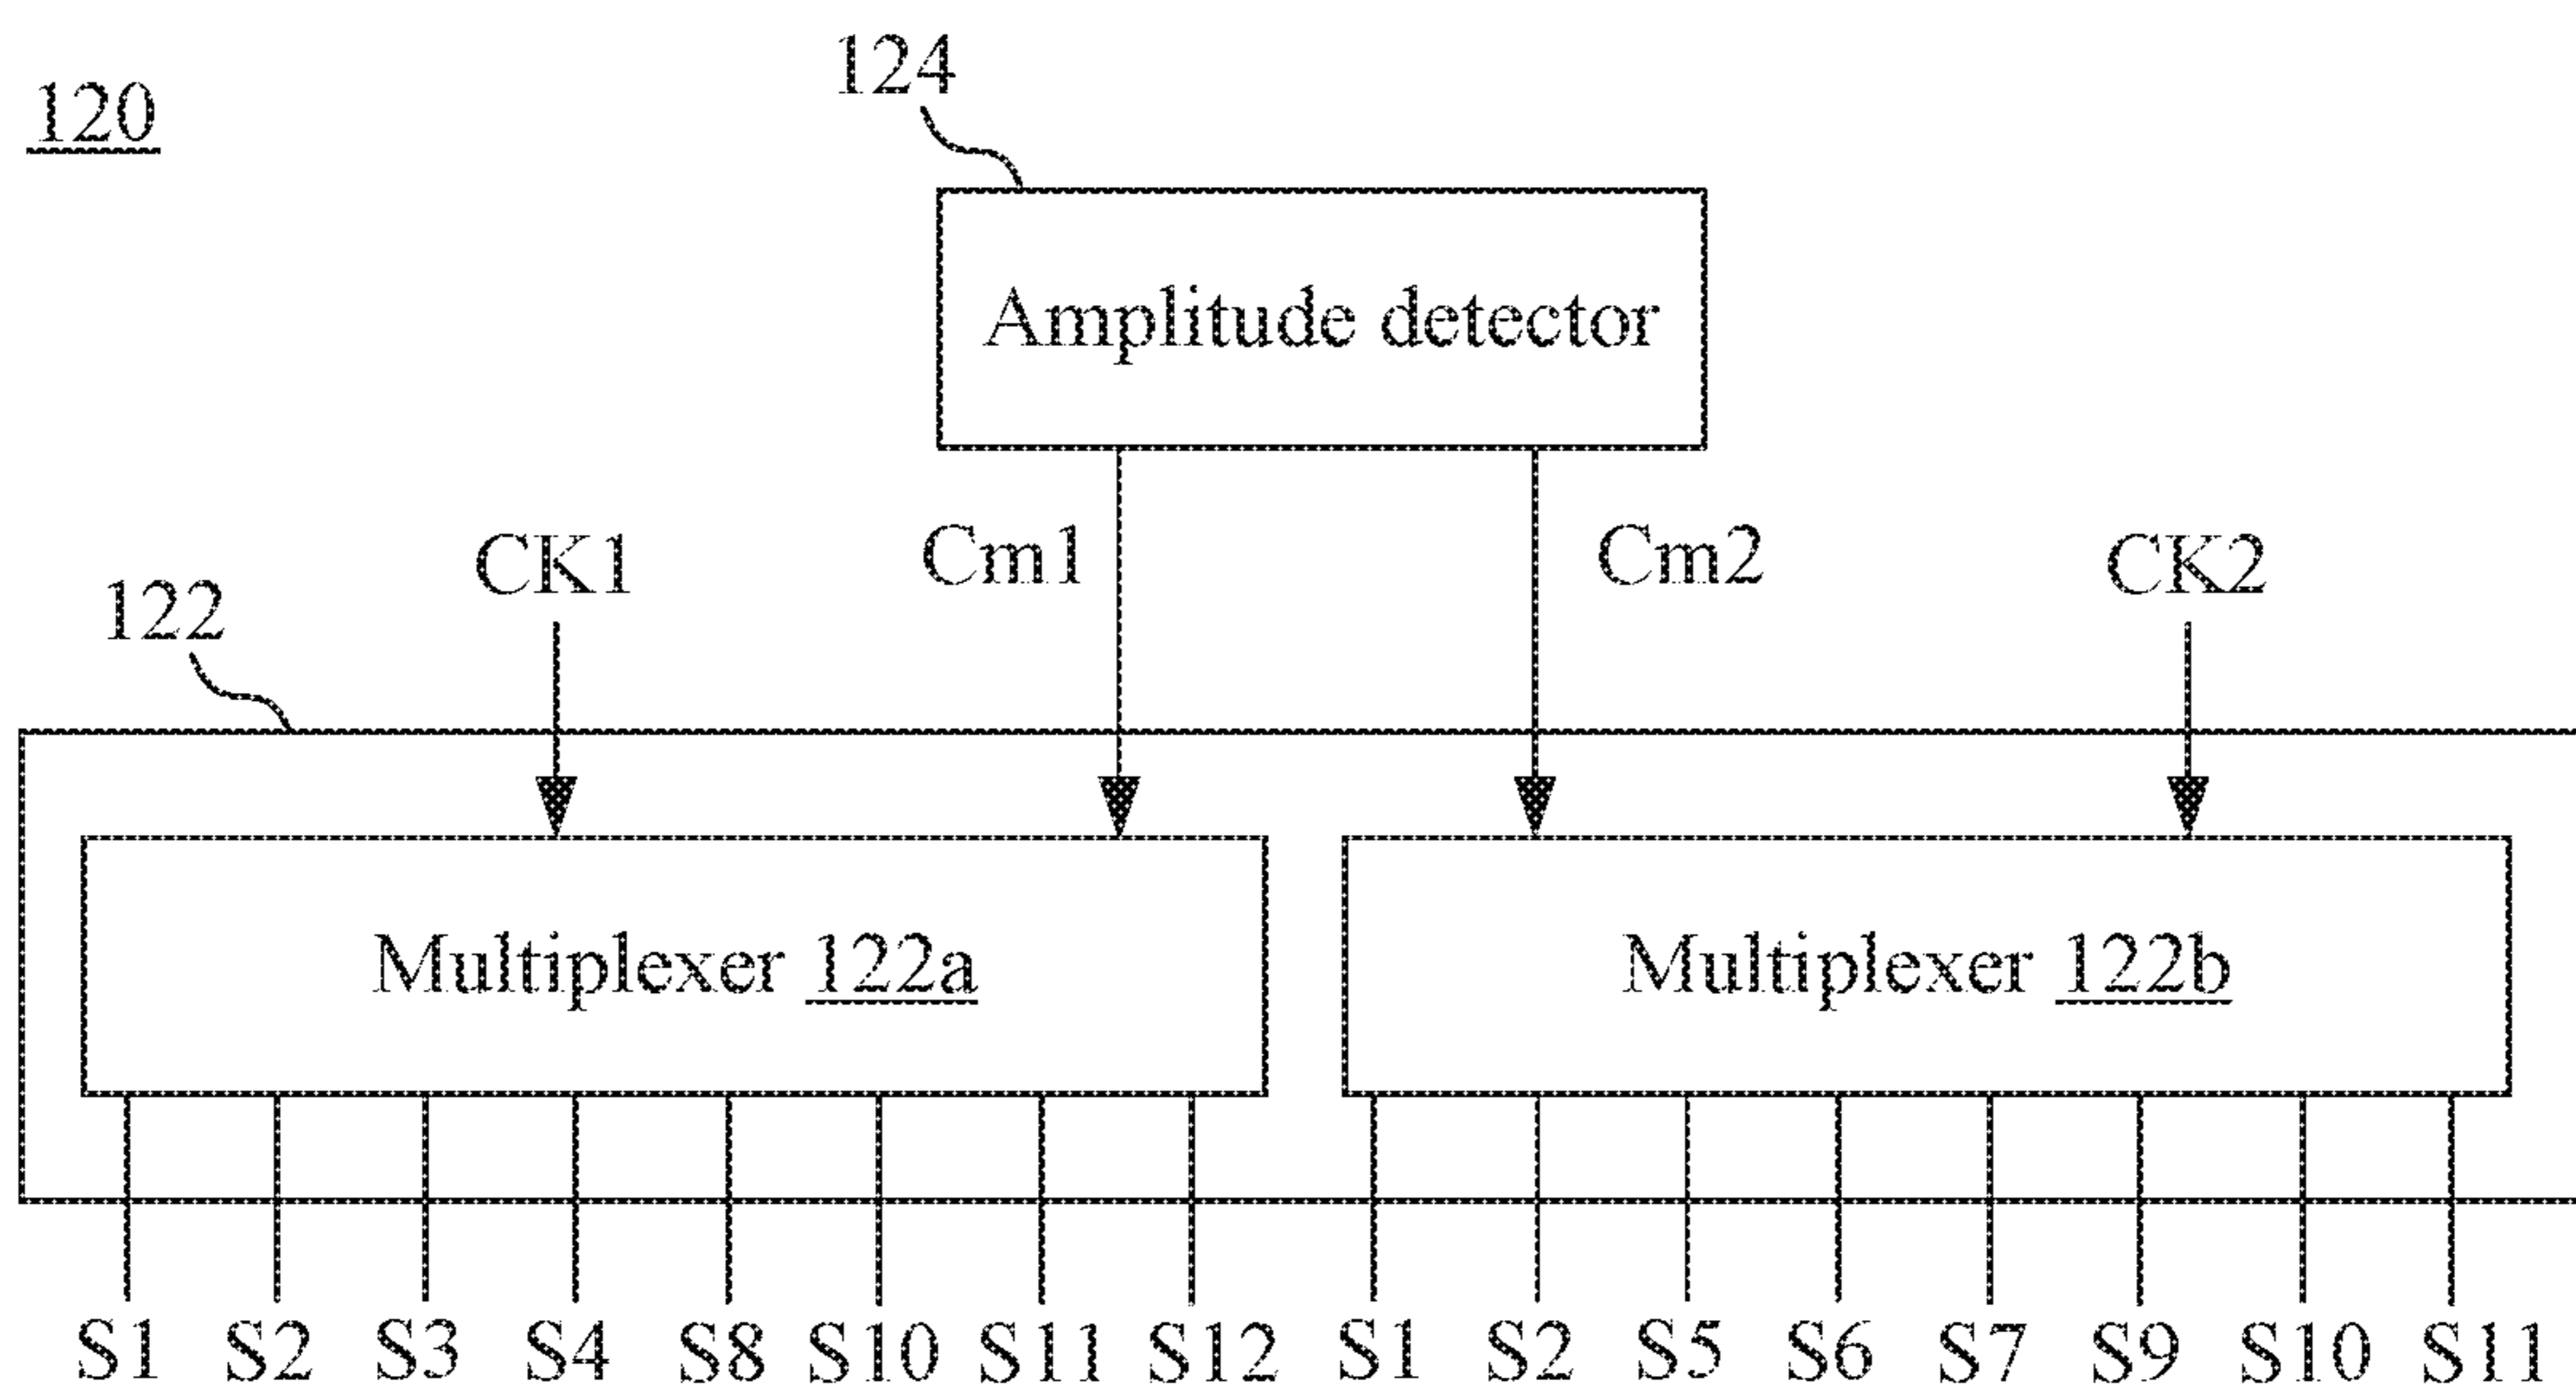 124
120
Amplitude detector
CK1 Cm1 Cm2 CK2
122
Multiplexer 122a Multiplexer 122b
S1 S2 S3 S4 S8 S10 S11 S12 S1 S2 S5 S6 S7 S9 S10 S11